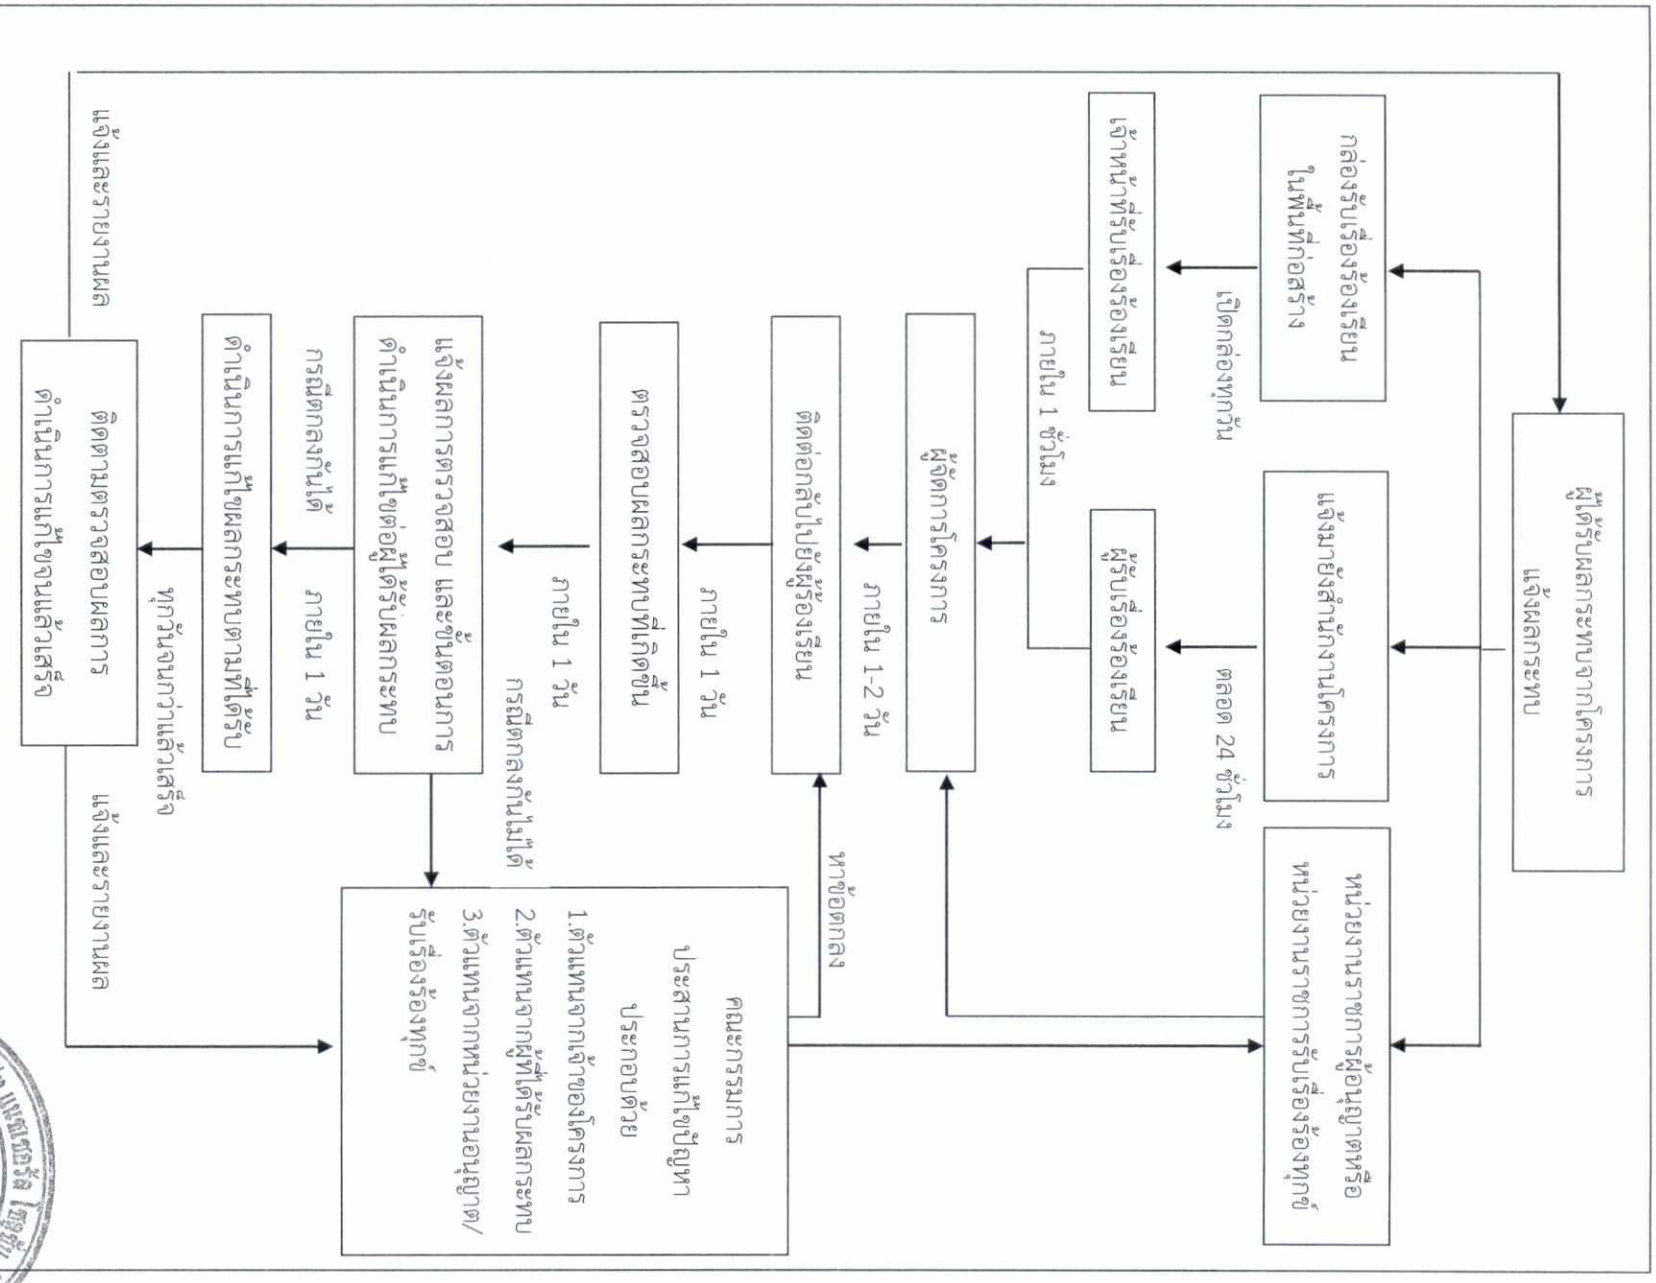 ผู้ได้รับผลกระทบจากโครงการ
แจ้งผลกระทบ
กล่องรับเรื่องร้องเรียน
ในพื้นที่ก่อสร้าง
แจ้งมายังสำนักงานโครงการ
หน่วยงานราชการผู้อนุญาตหรือ
หน่วยงานราชการรับเรื่องร้องทุกข์
เปิดกล่องทุกวัน
ตลอด 24 ชั่วโมง
เจ้าหน้าที่รับเรื่องร้องเรียน
ผู้รับเรื่องร้องเรียน
ภายใน 1 ชั่วโมง
ผู้จัดการโครงการ
ภายใน 1-2 วัน
ติดต่อกลับไปยังผู้ร้องเรียน
หาข้อตกลง
ภายใน 1 วัน
ตรวจสอบผลกระทบที่เกิดขึ้น
ภายใน 1 วัน
กรณีตกลงกันไม่ได้
แจ้งผลการตรวจสอบ และขั้นตอนการ
ดำเนินการแก้ไขต่อผู้ได้รับผลกระทบ
คณะกรรมการ
ประสานการแก้ไขปัญหา
ประกอบด้วย
1.ตัวแทนจากเจ้าของโครงการ
2.ตัวแทนจากผู้ที่ได้รับผลกระทบ
3.ตัวแทนจากหน่วยงานอนุญาต/
รับเรื่องร้องทุกข์
กรณีตกลงกันได้
ภายใน 1 วัน
ดำเนินการแก้ไขผลกระทบตามที่ได้รับ
ทุกวันจนกว่าแล้วเสร็จ
แจ้งและรายงานผล
ติดตามตรวจสอบผลการ
ดำเนินการแก้ไขจนแล้วเสร็จ
แจ้งและรายงานผล